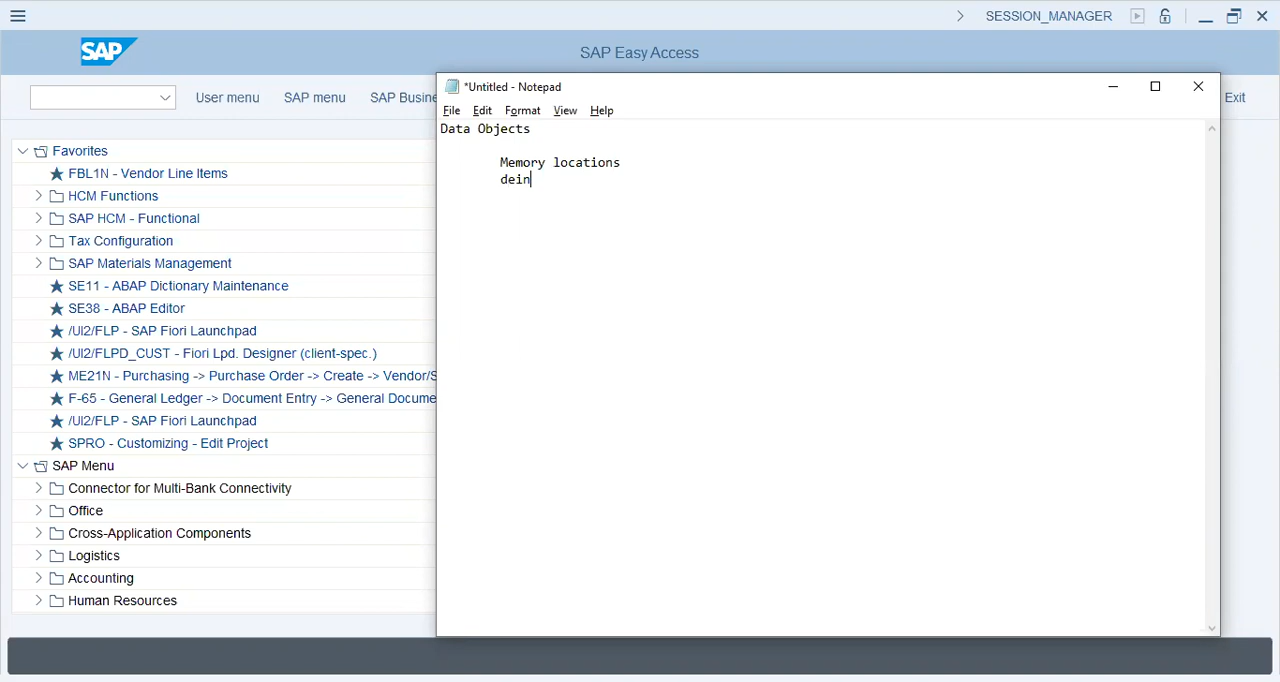 SESSION_MANAGER
SAP
SAP Easy Access
User menu
SAP menu
SAP Busine
Exit
*Untitled - Notepad
File Edit Format View Help
Data Objects
Memory locations
dein
Favorites
FBL1N - Vendor Line Items
HCM Functions
SAP HCM - Functional
Tax Configuration
SAP Materials Management
SE11 - ABAP Dictionary Maintenance
SE38 - ABAP Editor
/UI2/FLP - SAP Fiori Launchpad
/UI2/FLPD_CUST - Fiori Lpd. Designer (client-spec.)
ME21N - Purchasing -> Purchase Order -> Create -> Vendor/S
F-65 - General Ledger -> Document Entry -> General Docume
/UI2/FLP - SAP Fiori Launchpad
SPRO - Customizing - Edit Project
SAP Menu
Connector for Multi-Bank Connectivity
Office
Cross-Application Components
Logistics
Accounting
Human Resources